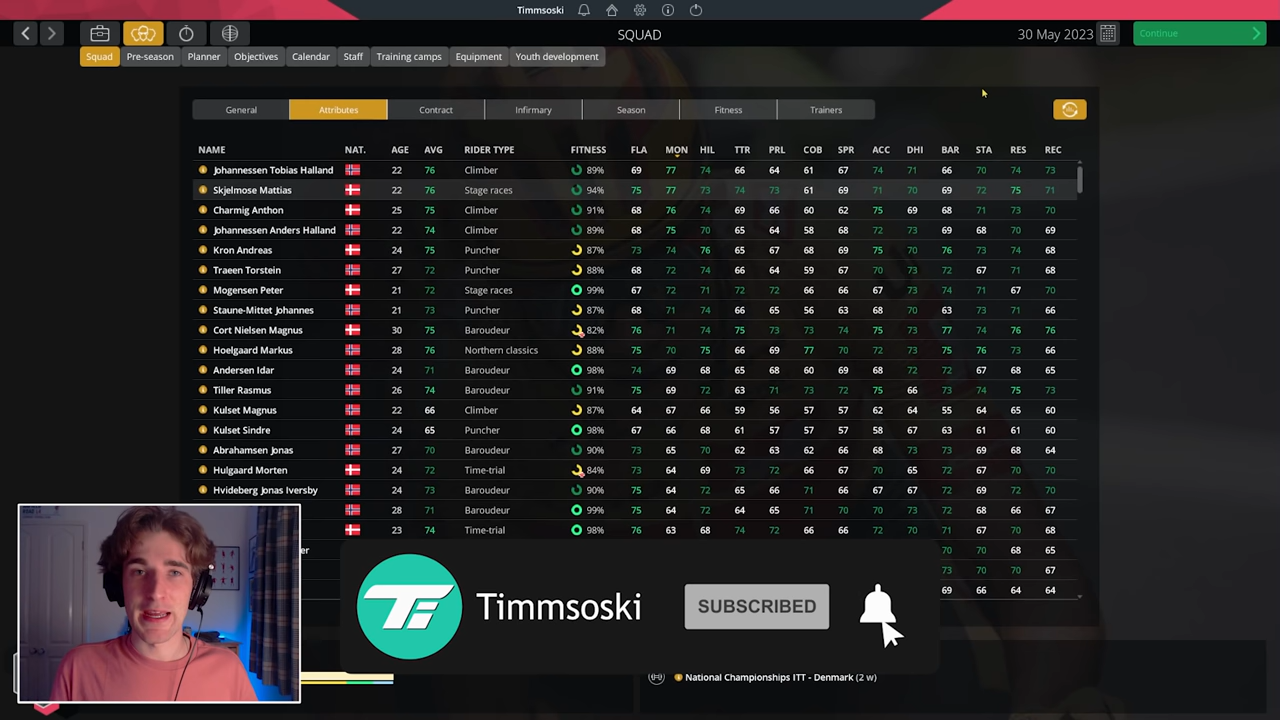 Timmsoski
SQUAD
30 May 2023
Continue
Squad Pre-season Planner Objectives Calendar Staff Training camps Equipment Youth development
General Attributes Contract Infirmary Season Fitness Trainers
NAME NAT. AGE AVG RIDER TYPE FITNESS FLA MON HIL TTR PRL COB SPR ACC DHI BAR STA RES REC
Johannessen Tobias Halland 22 76 Climber 89% 69 77 74 66 64 61 67 74 71 66 70 74 73
Skjelmose Mattias 22 76 Stage races 94% 75 77 73 74 73 61 69 71 70 69 72 75 71
Charmig Anthon 25 75 Climber 91% 68 76 74 69 66 60 62 75 69 68 71 73 70
Johannessen Anders Halland 22 74 Climber 89% 68 75 70 65 64 58 68 72 73 69 68 70 69
Kron Andreas 24 75 Puncher 87% 73 74 76 65 67 68 69 75 70 76 73 74 68
Traeen Torstein 27 72 Puncher 88% 68 72 74 66 64 59 67 70 73 72 67 71 68
Mogensen Peter 21 72 Stage races 99% 67 72 71 72 72 66 66 67 73 74 71 67 70
Staune-Mittet Johannes 21 73 Puncher 87% 68 71 74 66 65 56 63 68 70 63 73 71 66
Cort Nielsen Magnus 30 75 Baroudeur 82% 76 71 74 75 73 73 74 75 73 77 74 76 76
Hoelgaard Markus 28 76 Northern classics 88% 75 70 75 66 69 77 70 72 73 75 76 73 66
Andersen Idar 24 71 Baroudeur 98% 74 69 68 65 68 60 69 68 72 72 67 68 65
Tiller Rasmus 26 74 Baroudeur 91% 75 69 72 63 71 73 72 75 66 73 74 75 73
Kulset Magnus 22 66 Climber 87% 64 67 66 59 56 57 57 62 64 55 64 65 60
Kulset Sindre 24 65 Puncher 98% 67 66 68 61 57 57 57 58 67 63 61 61 60
Abrahamsen Jonas 27 70 Baroudeur 90% 73 65 70 62 63 62 66 68 73 73 69 68 64
Hulgaard Morten 24 72 Time-trial 84% 73 64 69 73 72 66 67 70 65 72 67 70 70
Hvideberg Jonas Iversby 24 73 Baroudeur 90% 75 64 72 65 66 71 66 67 67 75 69 72 70
28 71 Baroudeur 99% 75 64 72 64 65 71 70 70 72 72 68 66 67
23 74 Time-trial 98% 76 63 68 74 72 66 66 72 70 71 67 70 68
er 70 70 68 65
73 70 70 67
69 66 64 64
Timmsoski
SUBSCRIBED
National Championships ITT - Denmark (2 w)